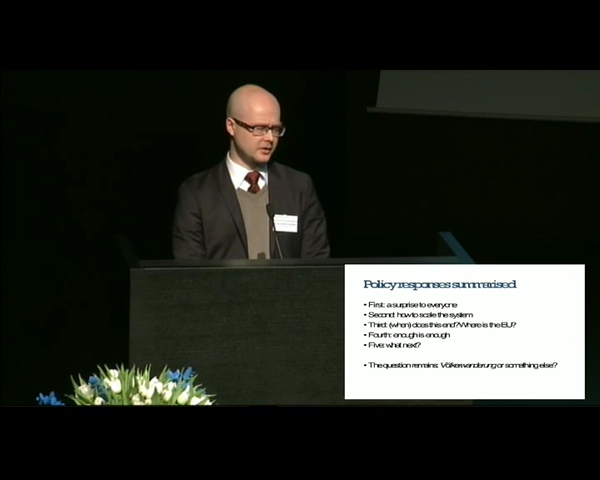 Policy responses summarised
• First: a surprise to everyone
• Second: how to scale the system
• Third: (when) does this end? Where is the EU?
• Fourth: enough is enough
• Five: what next?
• The question remains: Völkerwanderung or something else?